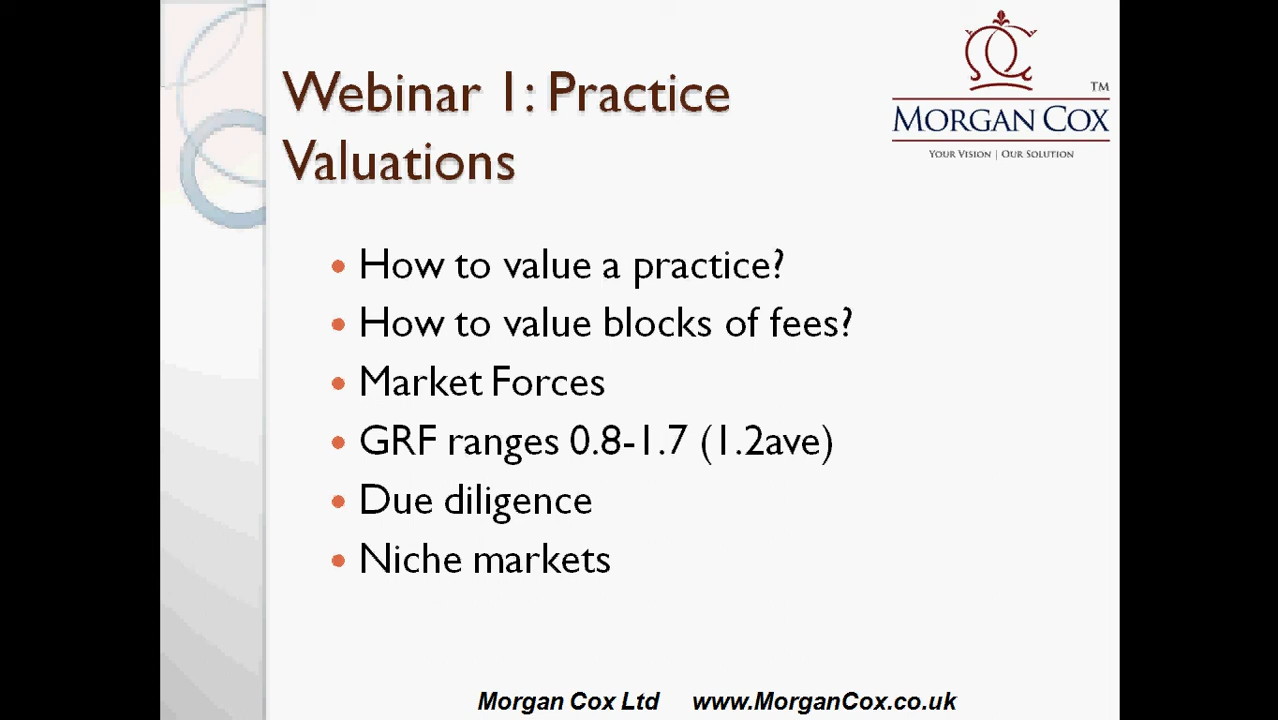 Webinar 1: Practice
Valuations
TM
MORGAN COX
YOUR VISION | OUR SOLUTION
• How to value a practice?
• How to value blocks of fees?
• Market Forces
• GRF ranges 0.8-1.7 (1.2ave)
• Due diligence
• Niche markets
Morgan Cox Ltd www.MorganCox.co.uk